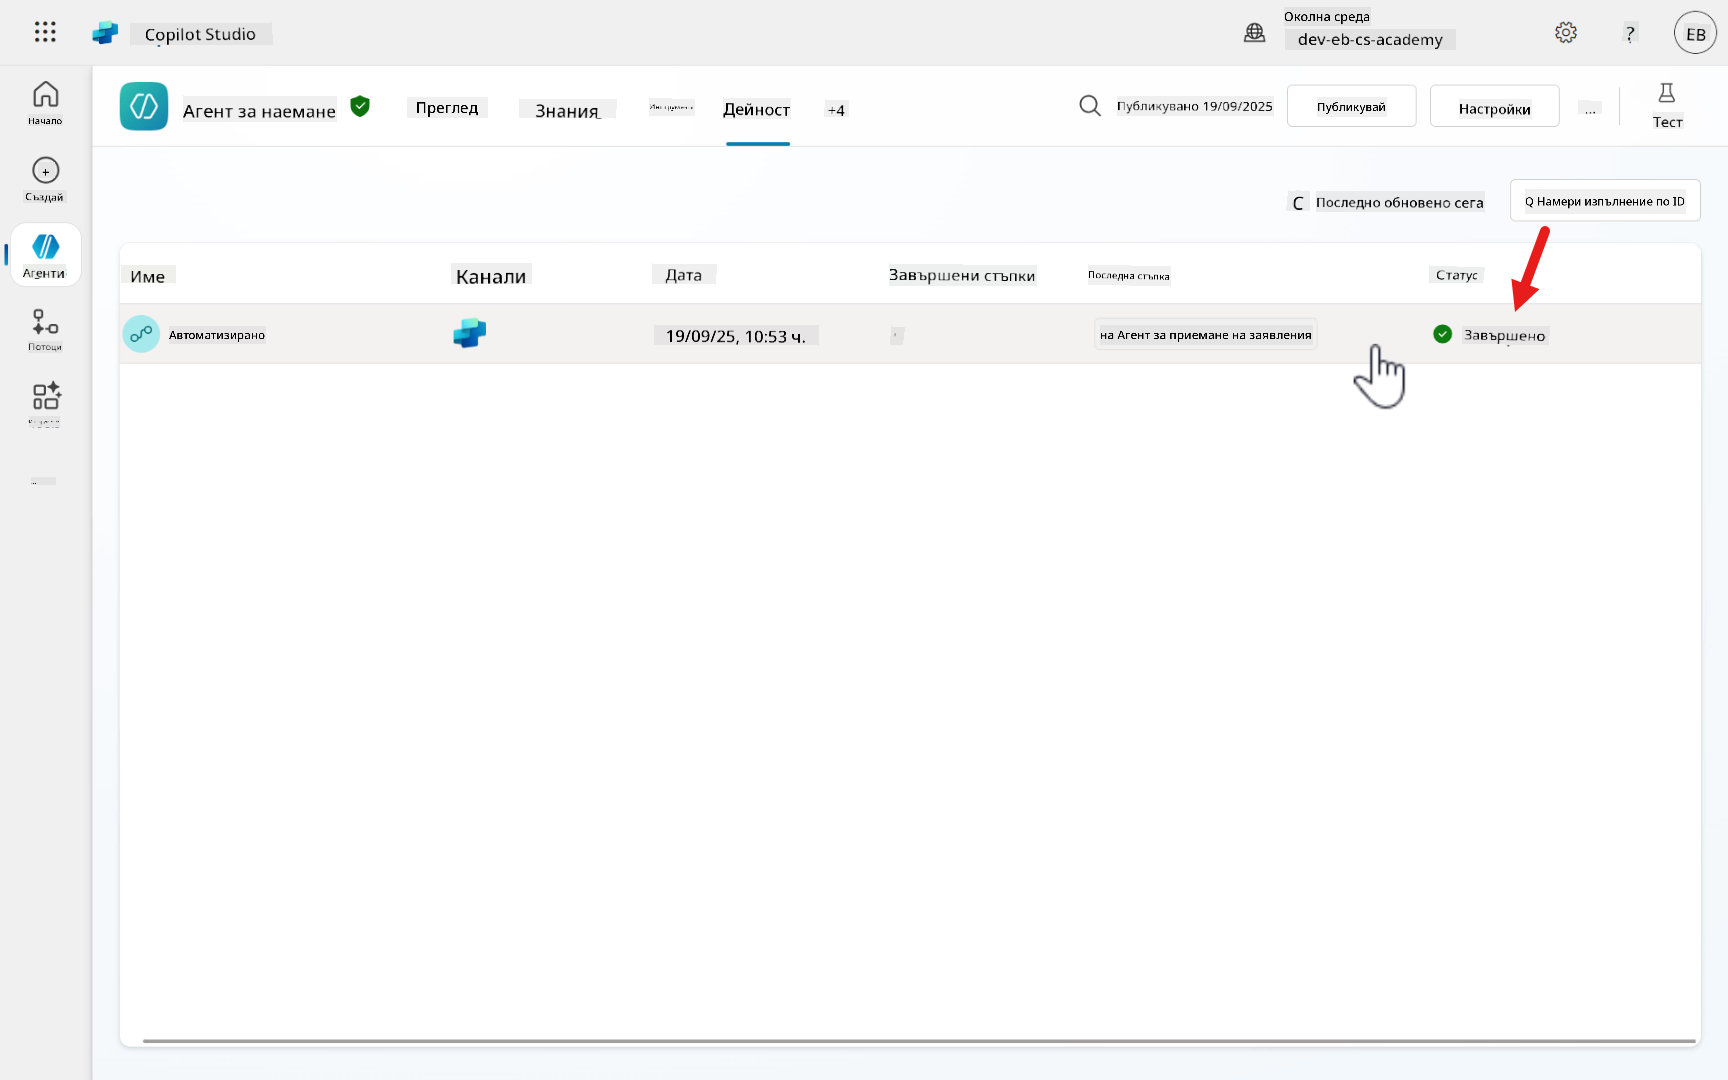 Copilot Studio
Околна среда
dev-eb-cs-academy
?
EB
Начало
Създай
Агенти
Потоци
Агент за наемане
Преглед
Знания
Дейност
+4
Публикувано 19/09/2025
Публикувай
Настройки
...
Тест
C Последно обновено сега
Q Намери изпълнение по ID
Име
Канали
Дата
Завършени стъпки
Последна стъпка
Статус
Автоматизирано
19/09/25, 10:53 ч.
на Агент за приемане на заявления
Завършено